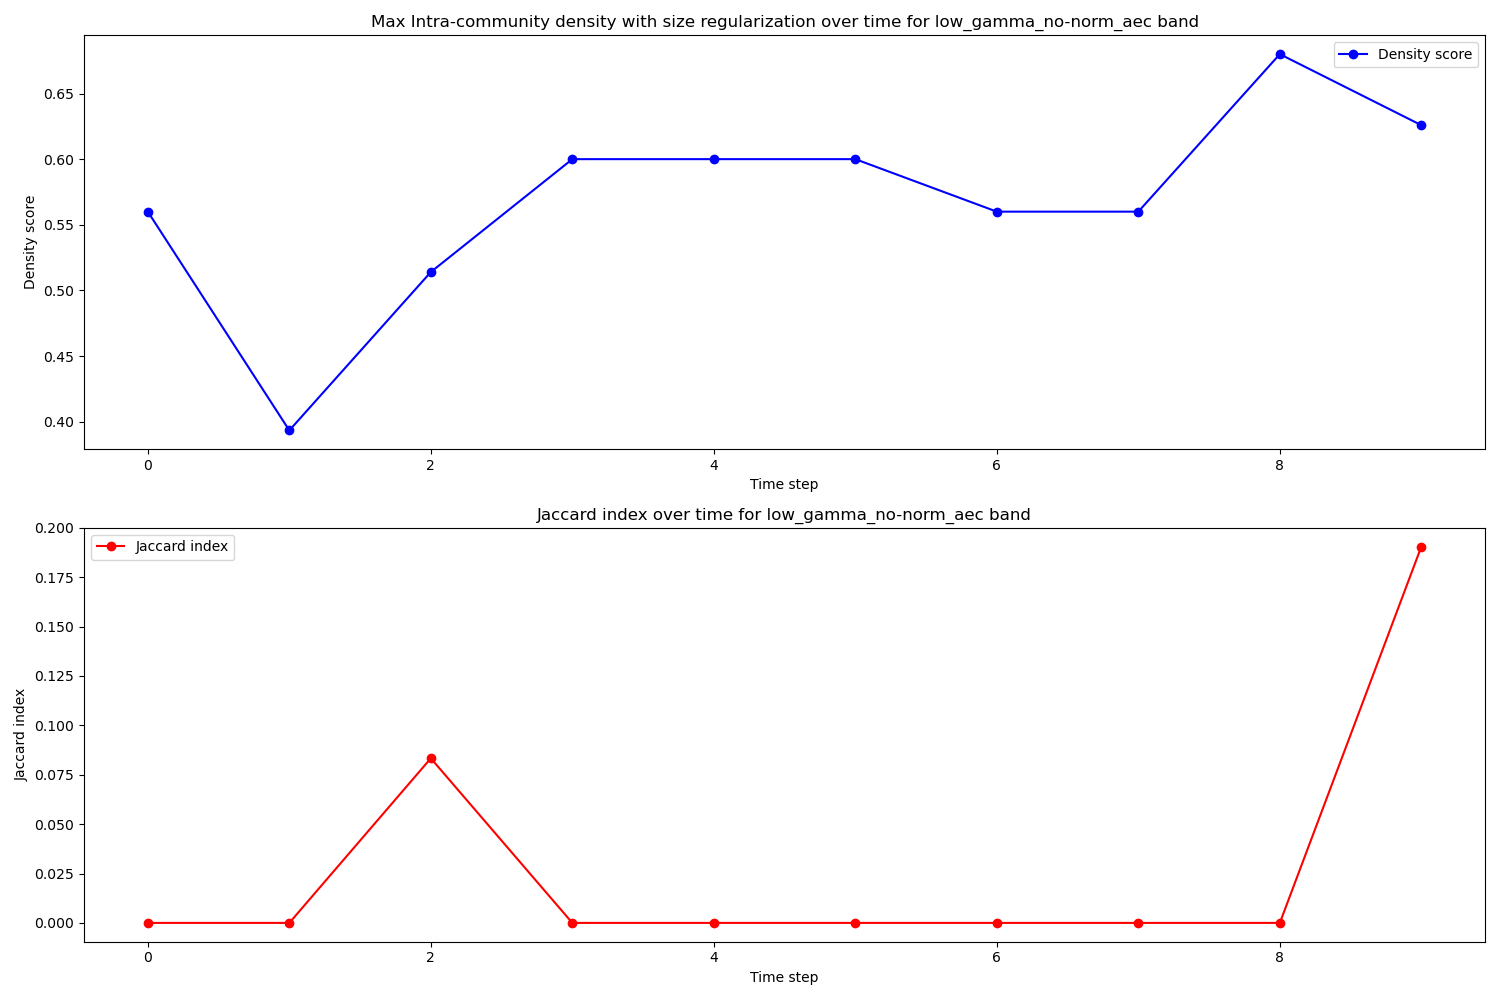 Max Intra-community density with size regularization over time for low_gamma_no-norm_aec band
Density score
0.65
0.60
0.55
0.50
0.45
0.40
Density score
0 2 4 6 8
Time step
Jaccard index over time for low_gamma_no-norm_aec band
Jaccard index
0.200
0.175
0.150
0.125
0.100
0.075
0.050
0.025
0.000
Jaccard index
0 2 4 6 8
Time step